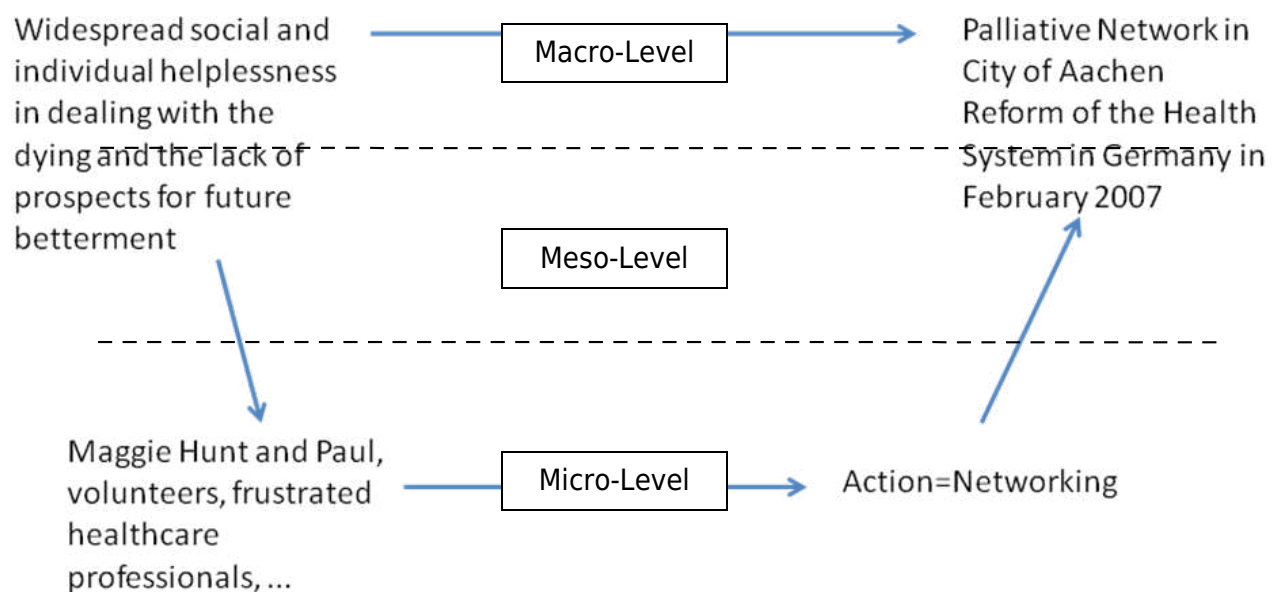 Widespread social and
individual helplessness
in dealing with the
dying and the lack of
prospects for future
betterment
Macro-Level
Palliative Network in
City of Aachen
Reform of the Health
System in Germany in
February 2007
Meso-Level
Maggie Hunt and Paul,
volunteers, frustrated
healthcare
professionals, ...
Micro-Level
Action=Networking